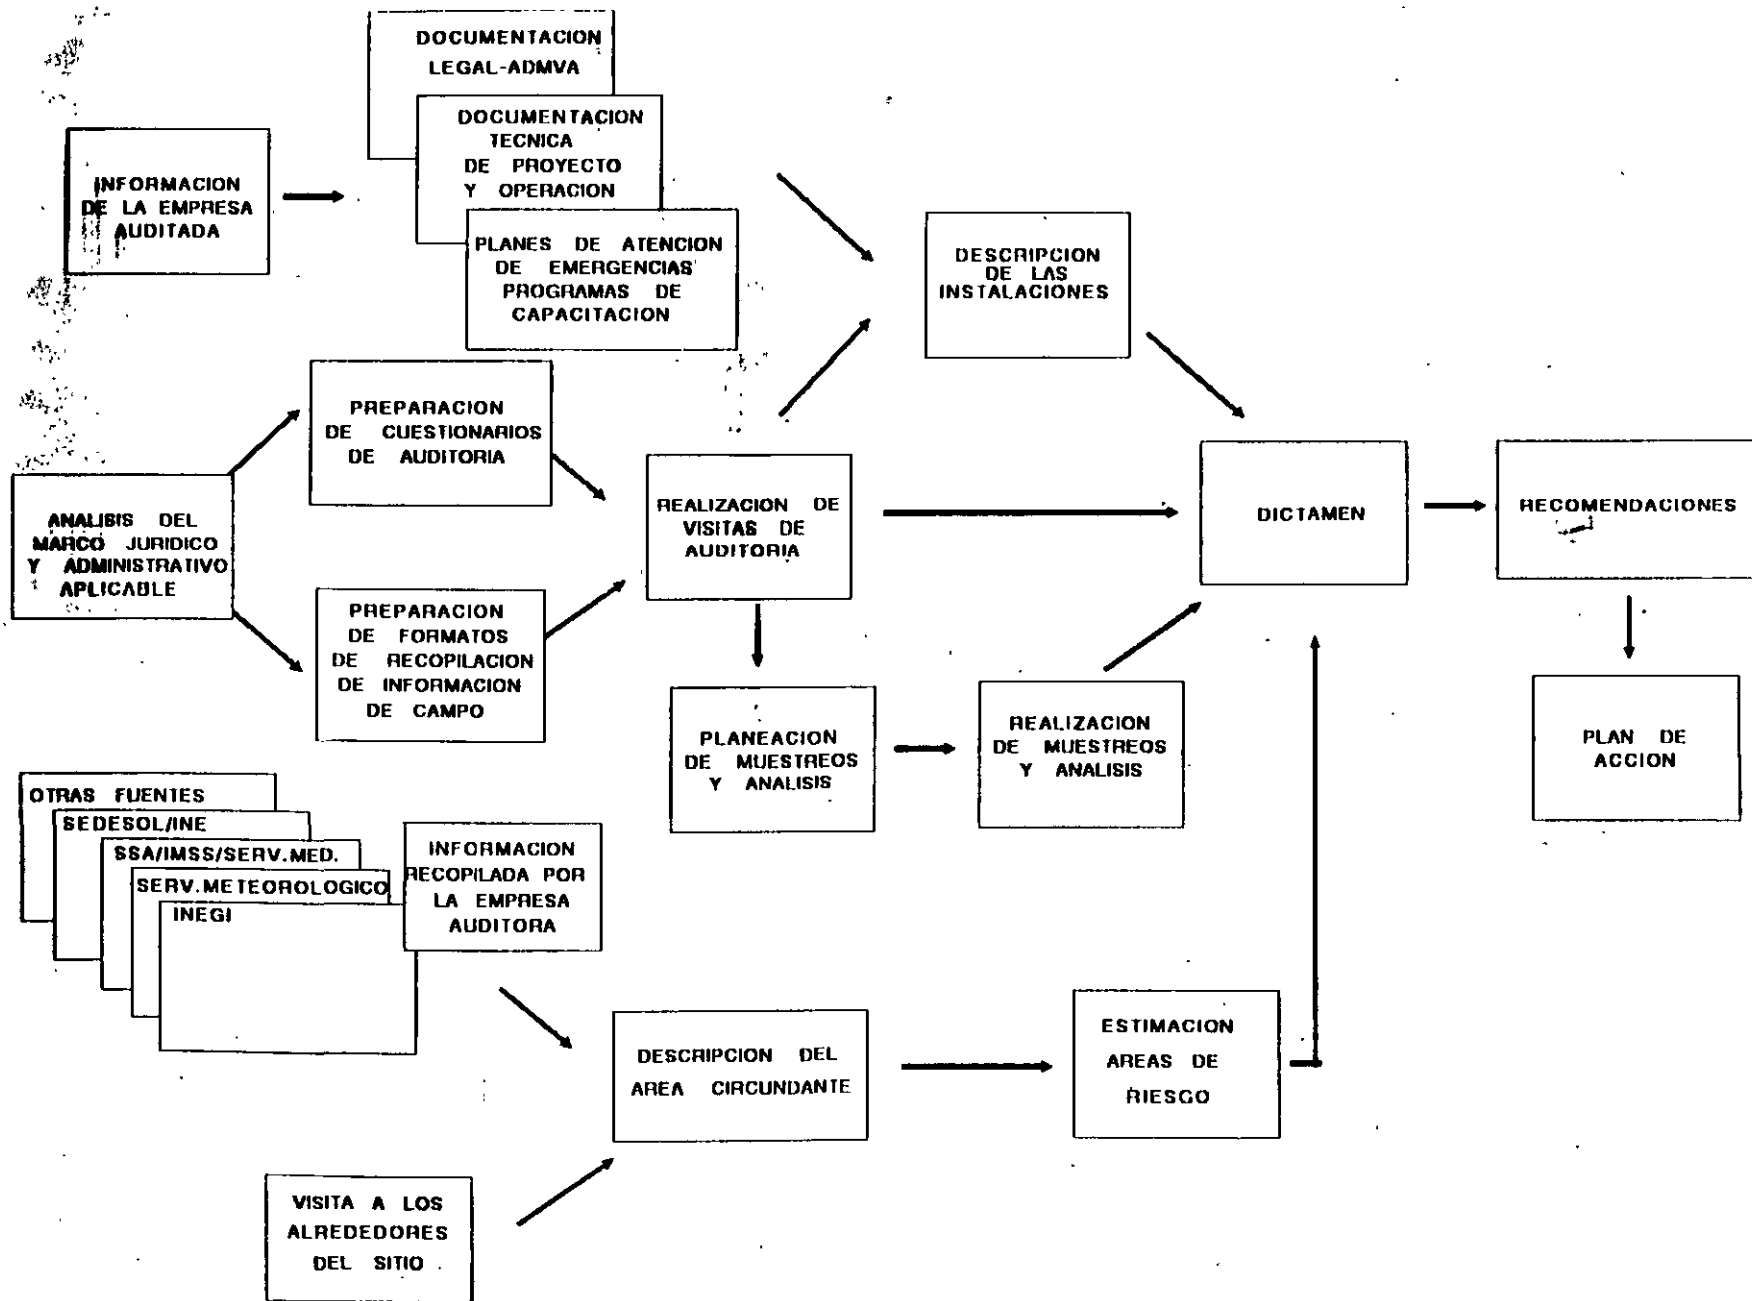 DOCUMENTACION
LEGAL-ADMVA
DOCUMENTACION
TECNICA
DE PROYECTO
Y OPERACION
INFORMACION
DE LA EMPRESA
AUDITADA
PLANES DE ATENCION
DE EMERGENCIAS
PROGRAMAS DE
CAPACITACION
DESCRIPCION
DE LAS
INSTALACIONES
PREPARACION
DE CUESTIONARIOS
DE AUDITORIA
ANALISIS DEL
MARCO JURIDICO
Y ADMINISTRATIVO
APLICABLE
REALIZACION DE
VISITAS DE
AUDITORIA
DICTAMEN
RECOMENDACIONES
PREPARACION
DE FORMATOS
DE RECOPILACION
DE INFORMACION
DE CAMPO
PLANEACION
DE MUESTREOS
Y ANALISIS
REALIZACION
DE MUESTREOS
Y ANALISIS
PLAN DE
ACCION
OTRAS FUENTES
SEDESOL/INE
SSA/IMSS/SERV.MED.
SERV.METEOROLOGICO
INEGI
INFORMACION
RECOPILADA POR
LA EMPRESA
AUDITORA
DESCRIPCION DEL
AREA CIRCUNDANTE
ESTIMACION
AREAS DE
RIESGO
VISITA A LOS
ALREDEDORES
DEL SITIO